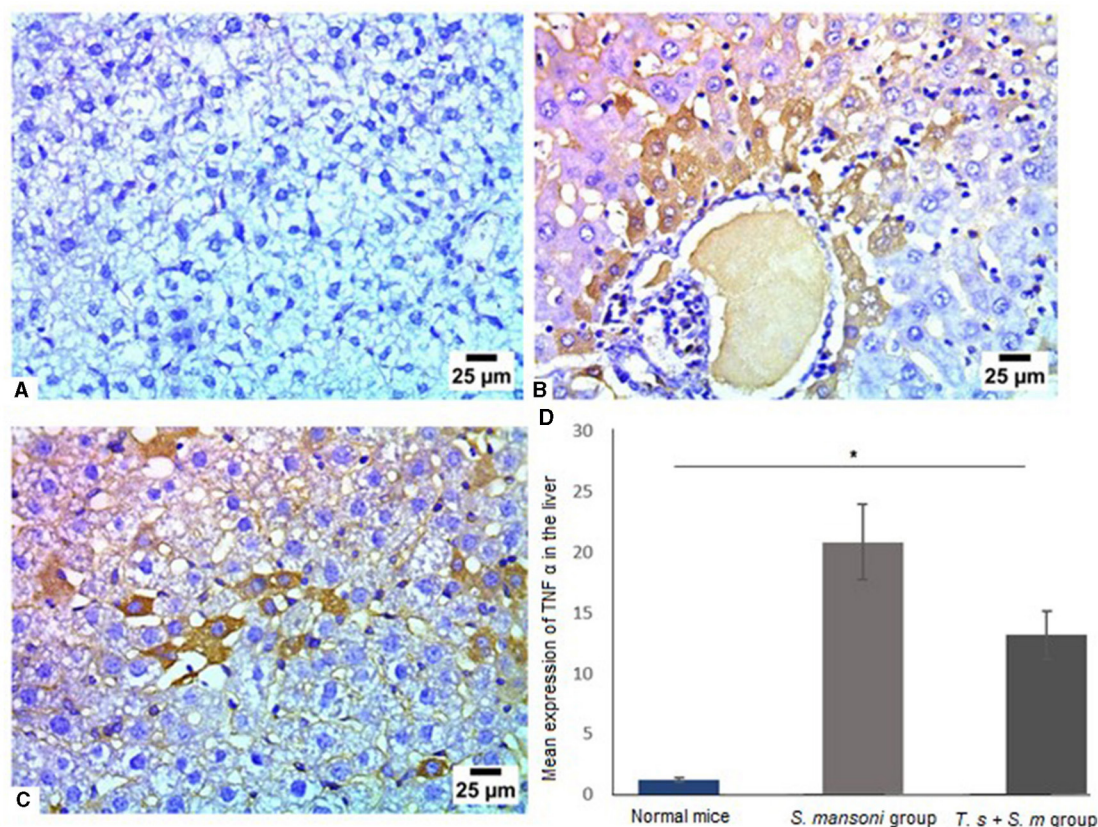 25 µm
A
25 µm
B
25 µm
C
D
Mean expression of TNF α in the liver
30
25
20
15
10
5
0
*
Normal mice
S. mansoni group
T. s + S. m group